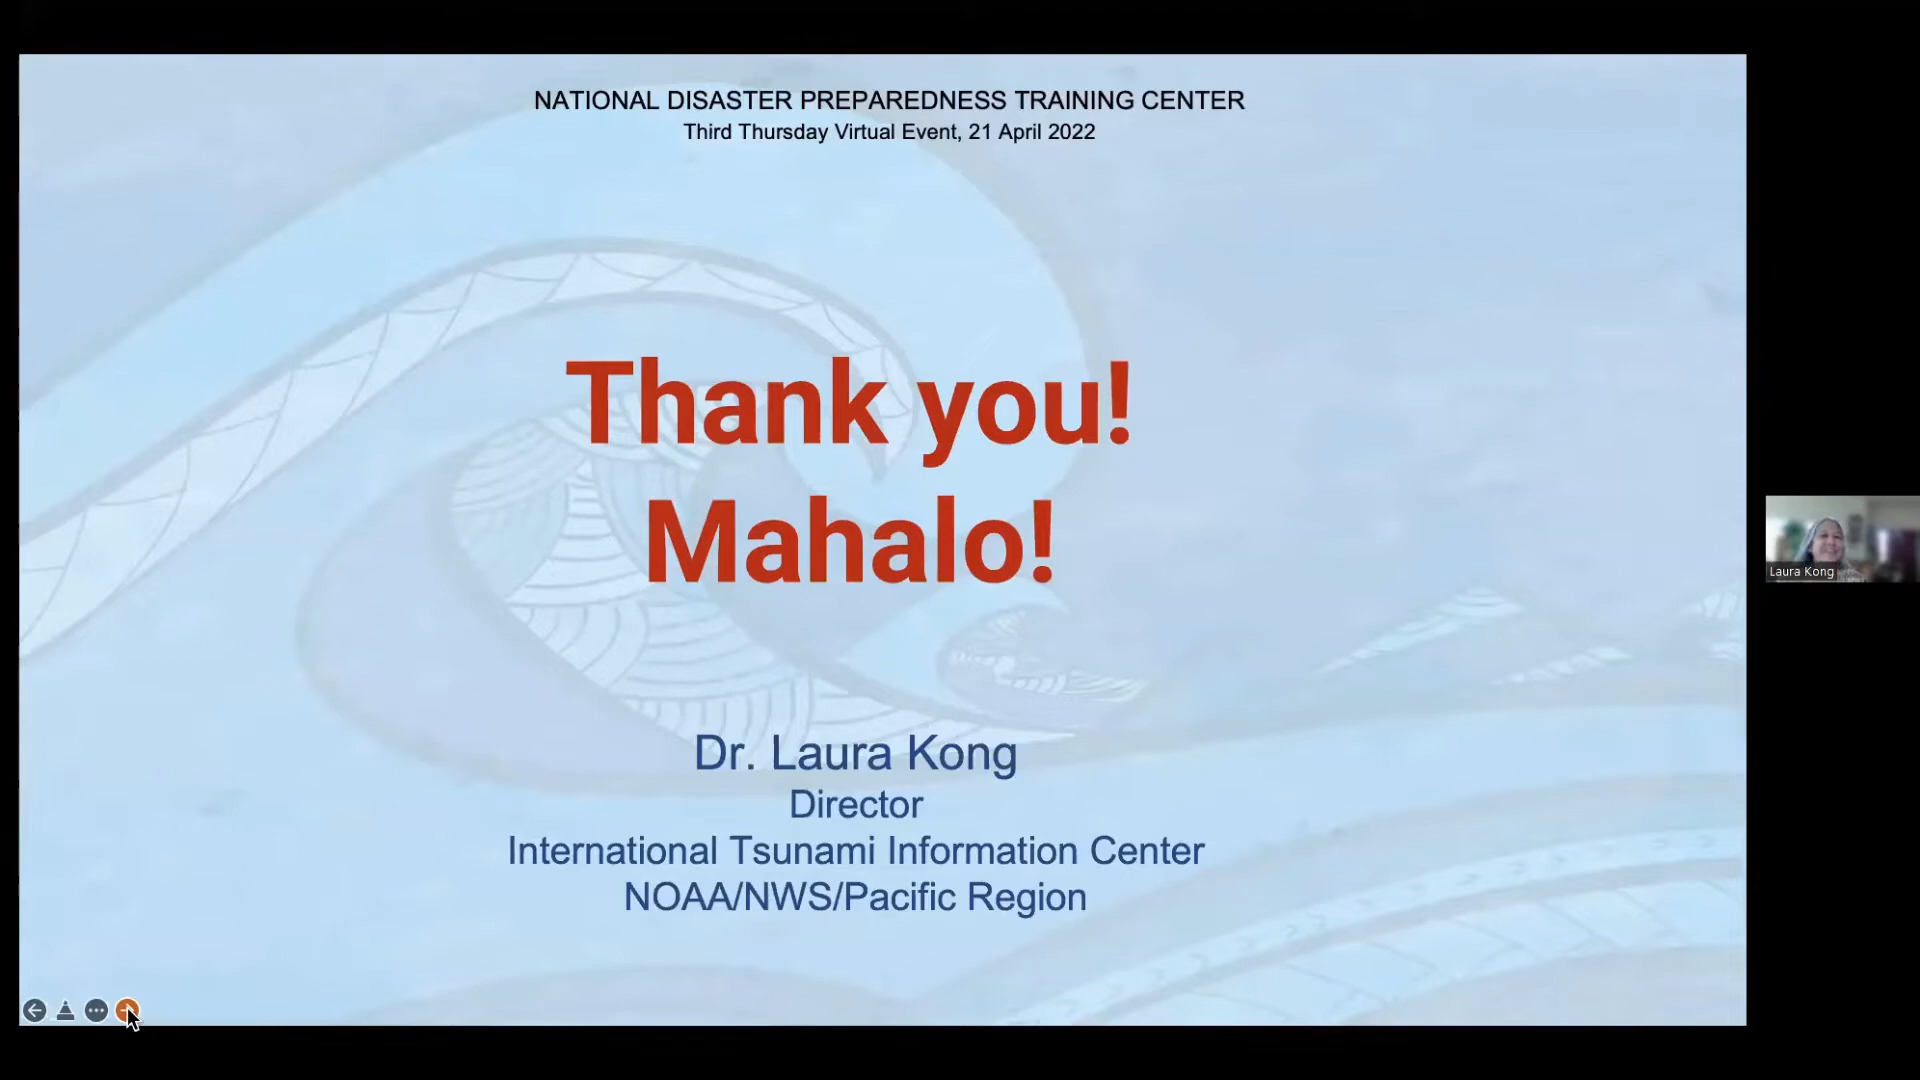 NATIONAL DISASTER PREPAREDNESS TRAINING CENTER
Third Thursday Virtual Event, 21 April 2022
Thank you!
Mahalo!
Dr. Laura Kong
Director
International Tsunami Information Center
NOAA/NWS/Pacific Region
Laura Kong